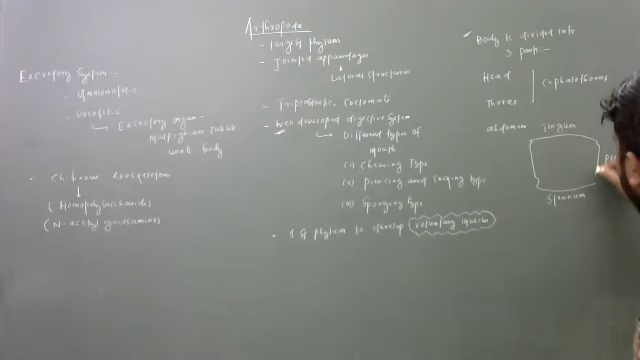 Excretory System :-
- Ammonotelic
- Uricotelic
Excretory organ -
Malpighian tubule
body
- Chitinous Exoskeleton
(Homopolysaccharide)
(N-acetyl glucosamine)
Arthropoda
- largest phylum
- Jointed appendages
Lateral structures
- Triploblastic Coelomate
- Well developed digestive System
Different type of
mouth
(i) Chewing Type
(ii) Piercing and sucking type
(iii) Sponging type
- 1st phylum to develop
Body is divided into
3 parts :-
Head
Thorax
Cephalothorax
abdomen
Tergum
Sternum